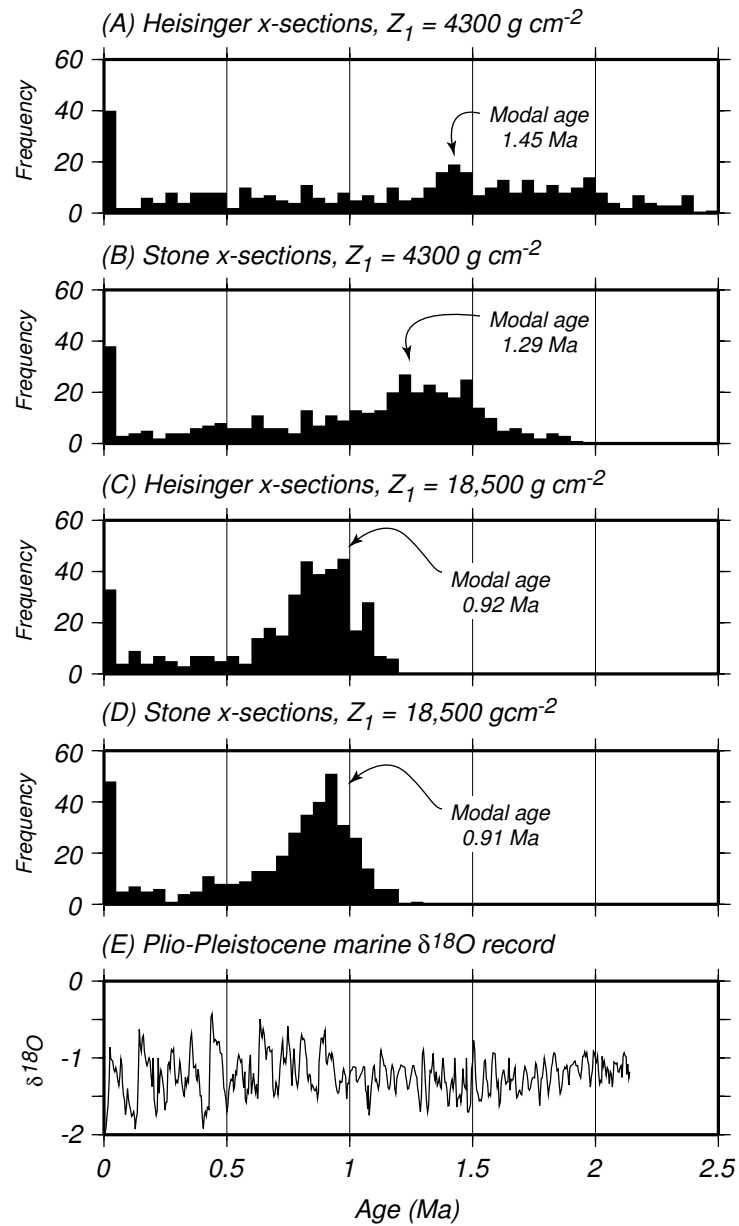 (A) Heisinger x-sections, Z₁ = 4300 g cm⁻²
60
40
20
0
Frequency
Modal age
1.45 Ma
(B) Stone x-sections, Z₁ = 4300 g cm⁻²
60
40
20
0
Frequency
Modal age
1.29 Ma
(C) Heisinger x-sections, Z₁ = 18,500 g cm⁻²
60
40
20
0
Frequency
Modal age
0.92 Ma
(D) Stone x-sections, Z₁ = 18,500 gcm⁻²
60
40
20
0
Frequency
Modal age
0.91 Ma
(E) Plio-Pleistocene marine δ¹⁸O record
0
-1
-2
δ¹⁸O
0 0.5 1 1.5 2 2.5
Age (Ma)